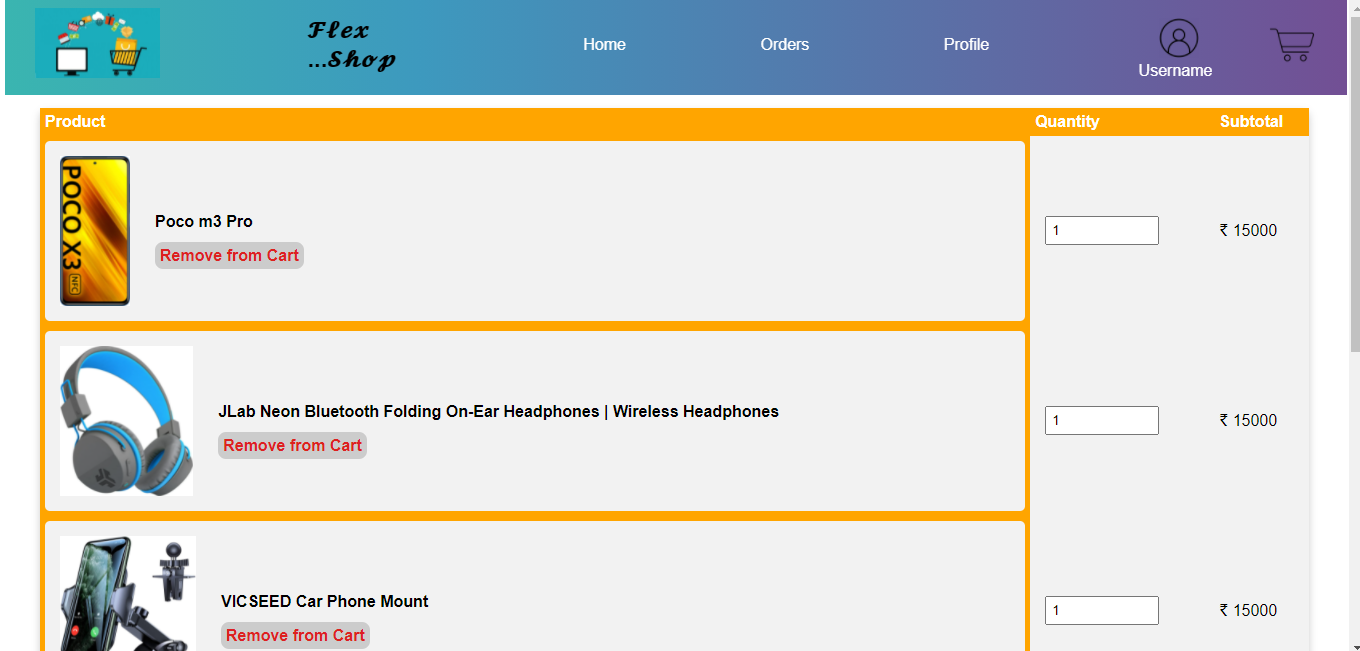 Flex
...Shop
Home
Orders
Profile
Username
Product
Quantity
Subtotal
POCO X3
NFC
Poco m3 Pro
Remove from Cart
1
₹ 15000
JLab Neon Bluetooth Folding On-Ear Headphones | Wireless Headphones
Remove from Cart
1
₹ 15000
VICSEED Car Phone Mount
Remove from Cart
1
₹ 15000